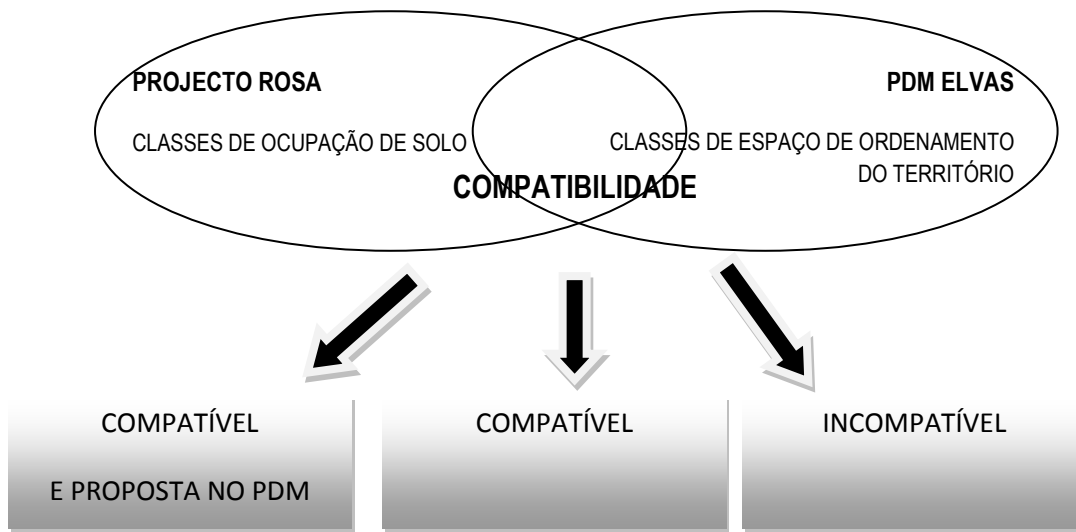 PROJECTO ROSA
CLASSES DE OCUPAÇÃO DE SOLO
PDM ELVAS
CLASSES DE ESPAÇO DE ORDENAMENTO
DO TERRITÓRIO
COMPATIBILIDADE
COMPATÍVEL
E PROPOSTA NO PDM
COMPATÍVEL
INCOMPATÍVEL